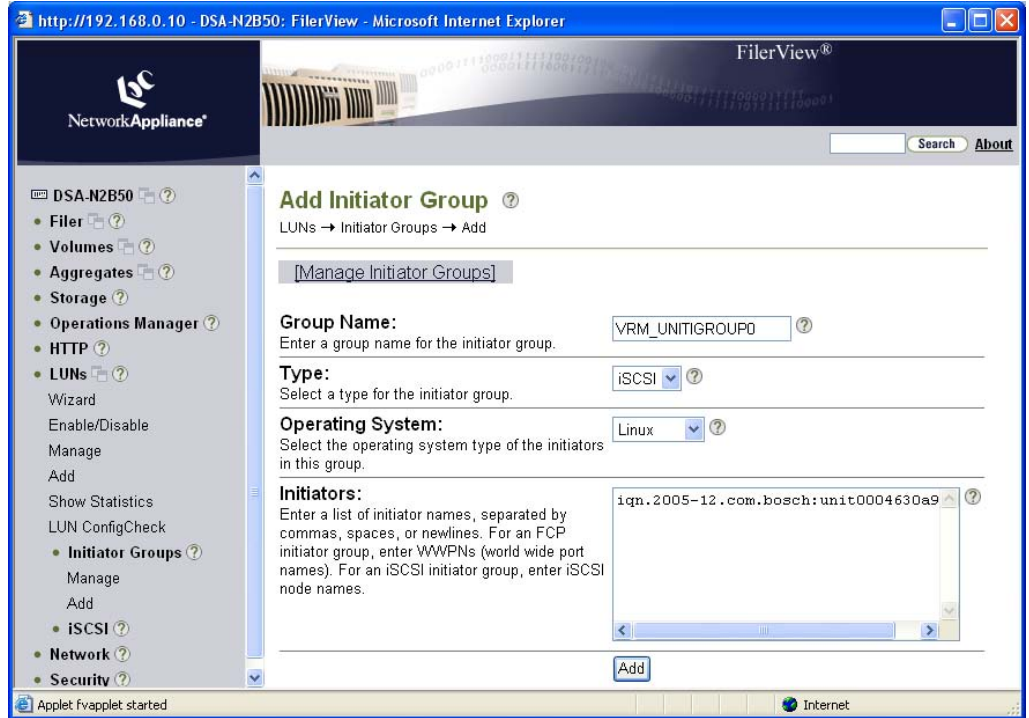 http://192.168.0.10 - DSA-N2B50: FilerView - Microsoft Internet Explorer
FilerView®
NetworkAppliance®
Search About
DSA-N2B50
Filer
Volumes
Aggregates
Storage
Operations Manager
HTTP
LUNs
Wizard
Enable/Disable
Manage
Add
Show Statistics
LUN ConfigCheck
Initiator Groups
Manage
Add
iSCSI
Network
Security
Add Initiator Group
LUNs → Initiator Groups → Add
[Manage Initiator Groups]
Group Name:
Enter a group name for the initiator group.
VRM_UNITIGROUP0
Type:
Select a type for the initiator group.
iSCSI
Operating System:
Select the operating system type of the initiators
in this group.
Linux
Initiators:
Enter a list of initiator names, separated by
commas, spaces, or newlines. For an FCP
initiator group, enter WWPNs (world wide port
names). For an iSCSI initiator group, enter iSCSI
node names.
iqn.2005-12.com.bosch:unit0004630a9
Add
Applet fvapplet started
Internet